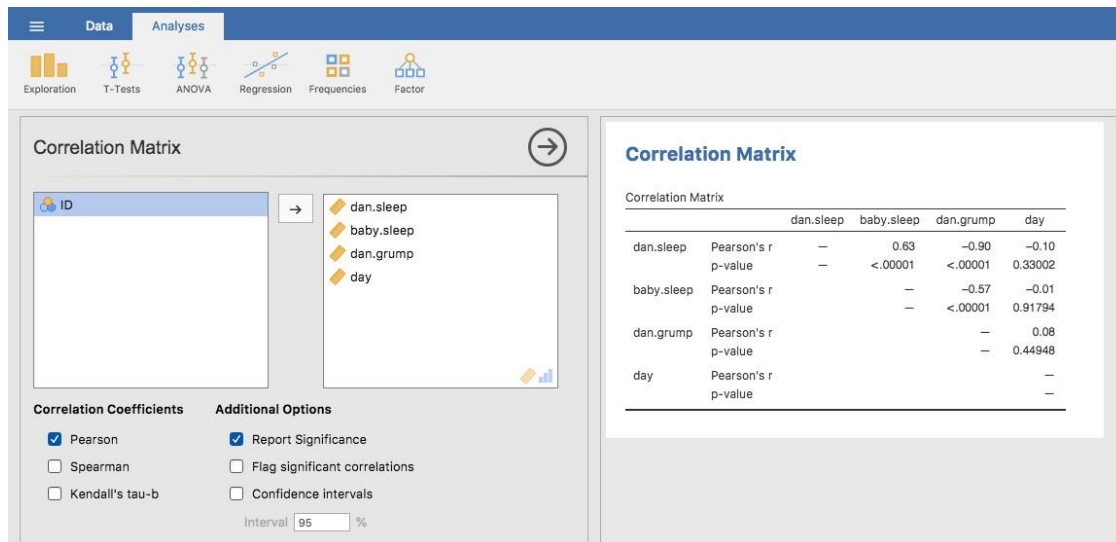 Data Analyses
Exploration T-Tests ANOVA Regression Frequencies Factor
Correlation Matrix
ID
dan.sleep
baby.sleep
dan.grump
day
Correlation Coefficients Additional Options
Pearson Report Significance
Spearman Flag significant correlations
Kendall's tau-b Confidence intervals
Interval 95 %
Correlation Matrix
Correlation Matrix
dan.sleep baby.sleep dan.grump day
dan.sleep Pearson's r — 0.63 −0.90 −0.10
p-value — <.00001 <.00001 0.33002
baby.sleep Pearson's r — −0.57 −0.01
p-value — <.00001 0.91794
dan.grump Pearson's r — 0.08
p-value — 0.44948
day Pearson's r —
p-value —